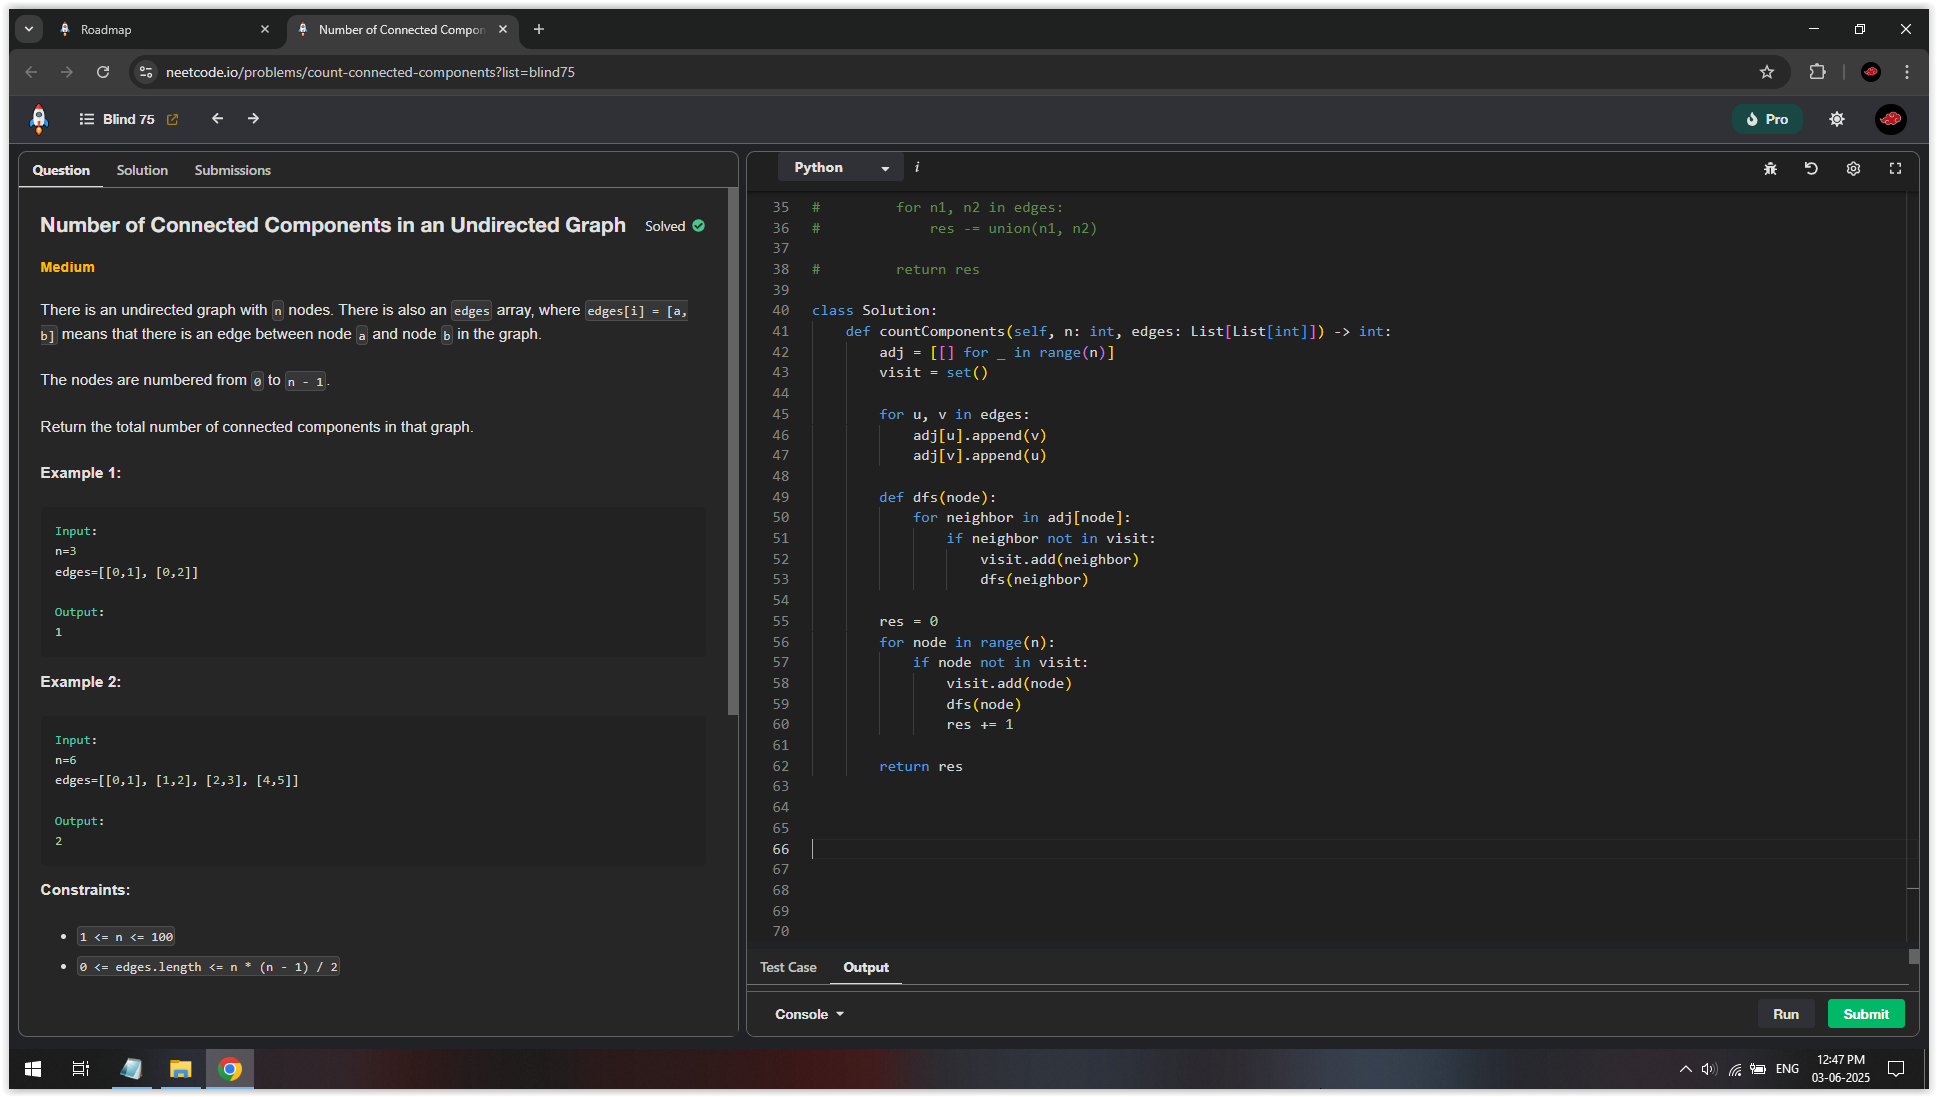 Roadmap
Number of Connected Compon
neetcode.io/problems/count-connected-components?list=blind75
Blind 75
Pro
Question Solution Submissions
Number of Connected Components in an Undirected Graph Solved
Medium
There is an undirected graph with n nodes. There is also an edges array, where edges[i] = [a,
b] means that there is an edge between node a and node b in the graph.
The nodes are numbered from 0 to n - 1.
Return the total number of connected components in that graph.
Example 1:
Input:
n=3
edges=[[0,1], [0,2]]
Output:
1
Example 2:
Input:
n=6
edges=[[0,1], [1,2], [2,3], [4,5]]
Output:
2
Constraints:
• 1 <= n <= 100
• 0 <= edges.length <= n * (n - 1) / 2
Python i
35 # for n1, n2 in edges:
36 # res -= union(n1, n2)
37
38 # return res
39
40 class Solution:
41 def countComponents(self, n: int, edges: List[List[int]]) -> int:
42 adj = [[] for _ in range(n)]
43 visit = set()
44
45 for u, v in edges:
46 adj[u].append(v)
47 adj[v].append(u)
48
49 def dfs(node):
50 for neighbor in adj[node]:
51 if neighbor not in visit:
52 visit.add(neighbor)
53 dfs(neighbor)
54
55 res = 0
56 for node in range(n):
57 if node not in visit:
58 visit.add(node)
59 dfs(node)
60 res += 1
61
62 return res
63
64
65
66
67
68
69
70
Test Case Output
Console
Run Submit
ENG
12:47 PM
03-06-2025